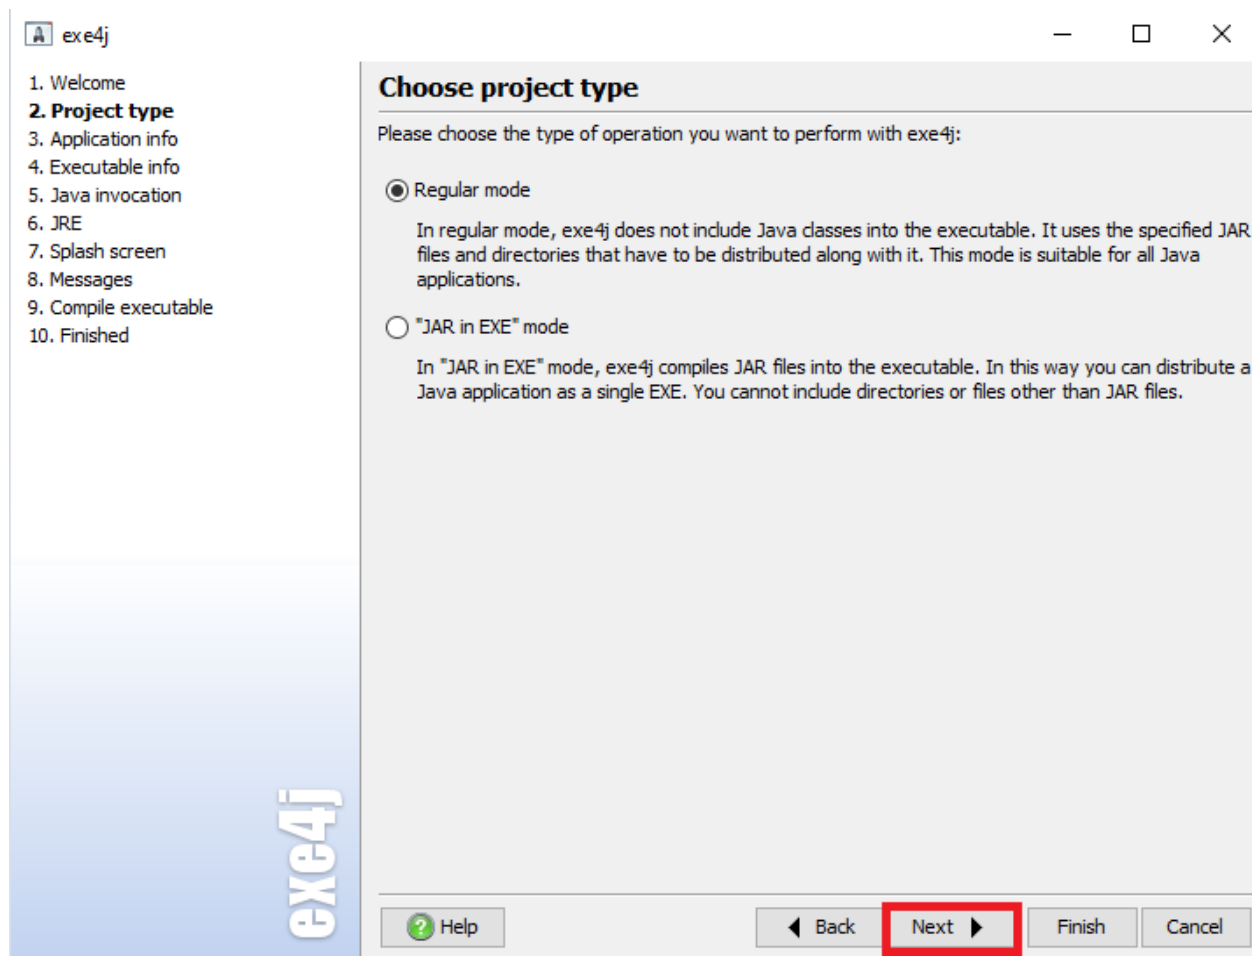 exe4j
1. Welcome
2. Project type
3. Application info
4. Executable info
5. Java invocation
6. JRE
7. Splash screen
8. Messages
9. Compile executable
10. Finished
exe4j
Choose project type
Please choose the type of operation you want to perform with exe4j:
Regular mode
In regular mode, exe4j does not include Java classes into the executable. It uses the specified JAR
files and directories that have to be distributed along with it. This mode is suitable for all Java
applications.
"JAR in EXE" mode
In "JAR in EXE" mode, exe4j compiles JAR files into the executable. In this way you can distribute a
Java application as a single EXE. You cannot include directories or files other than JAR files.
Help
Back
Next
Finish
Cancel